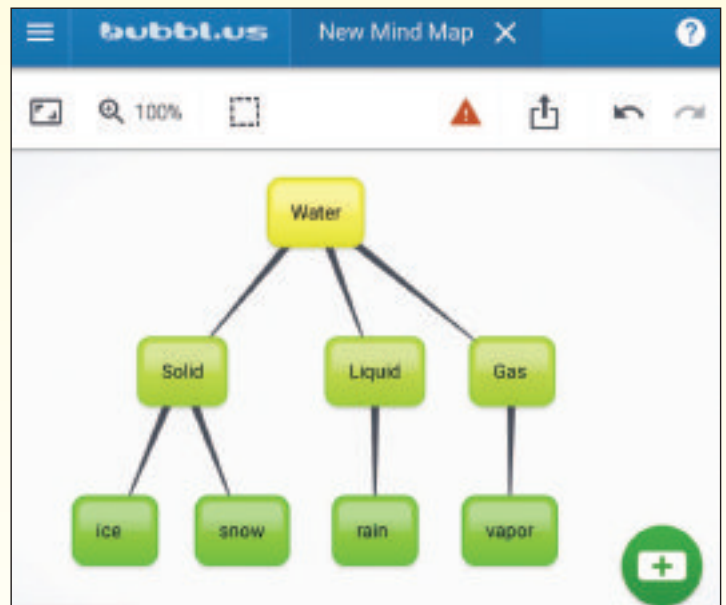 bubbl.us New Mind Map
100%
Water
Solid Liquid Gas
ice snow rain vapor